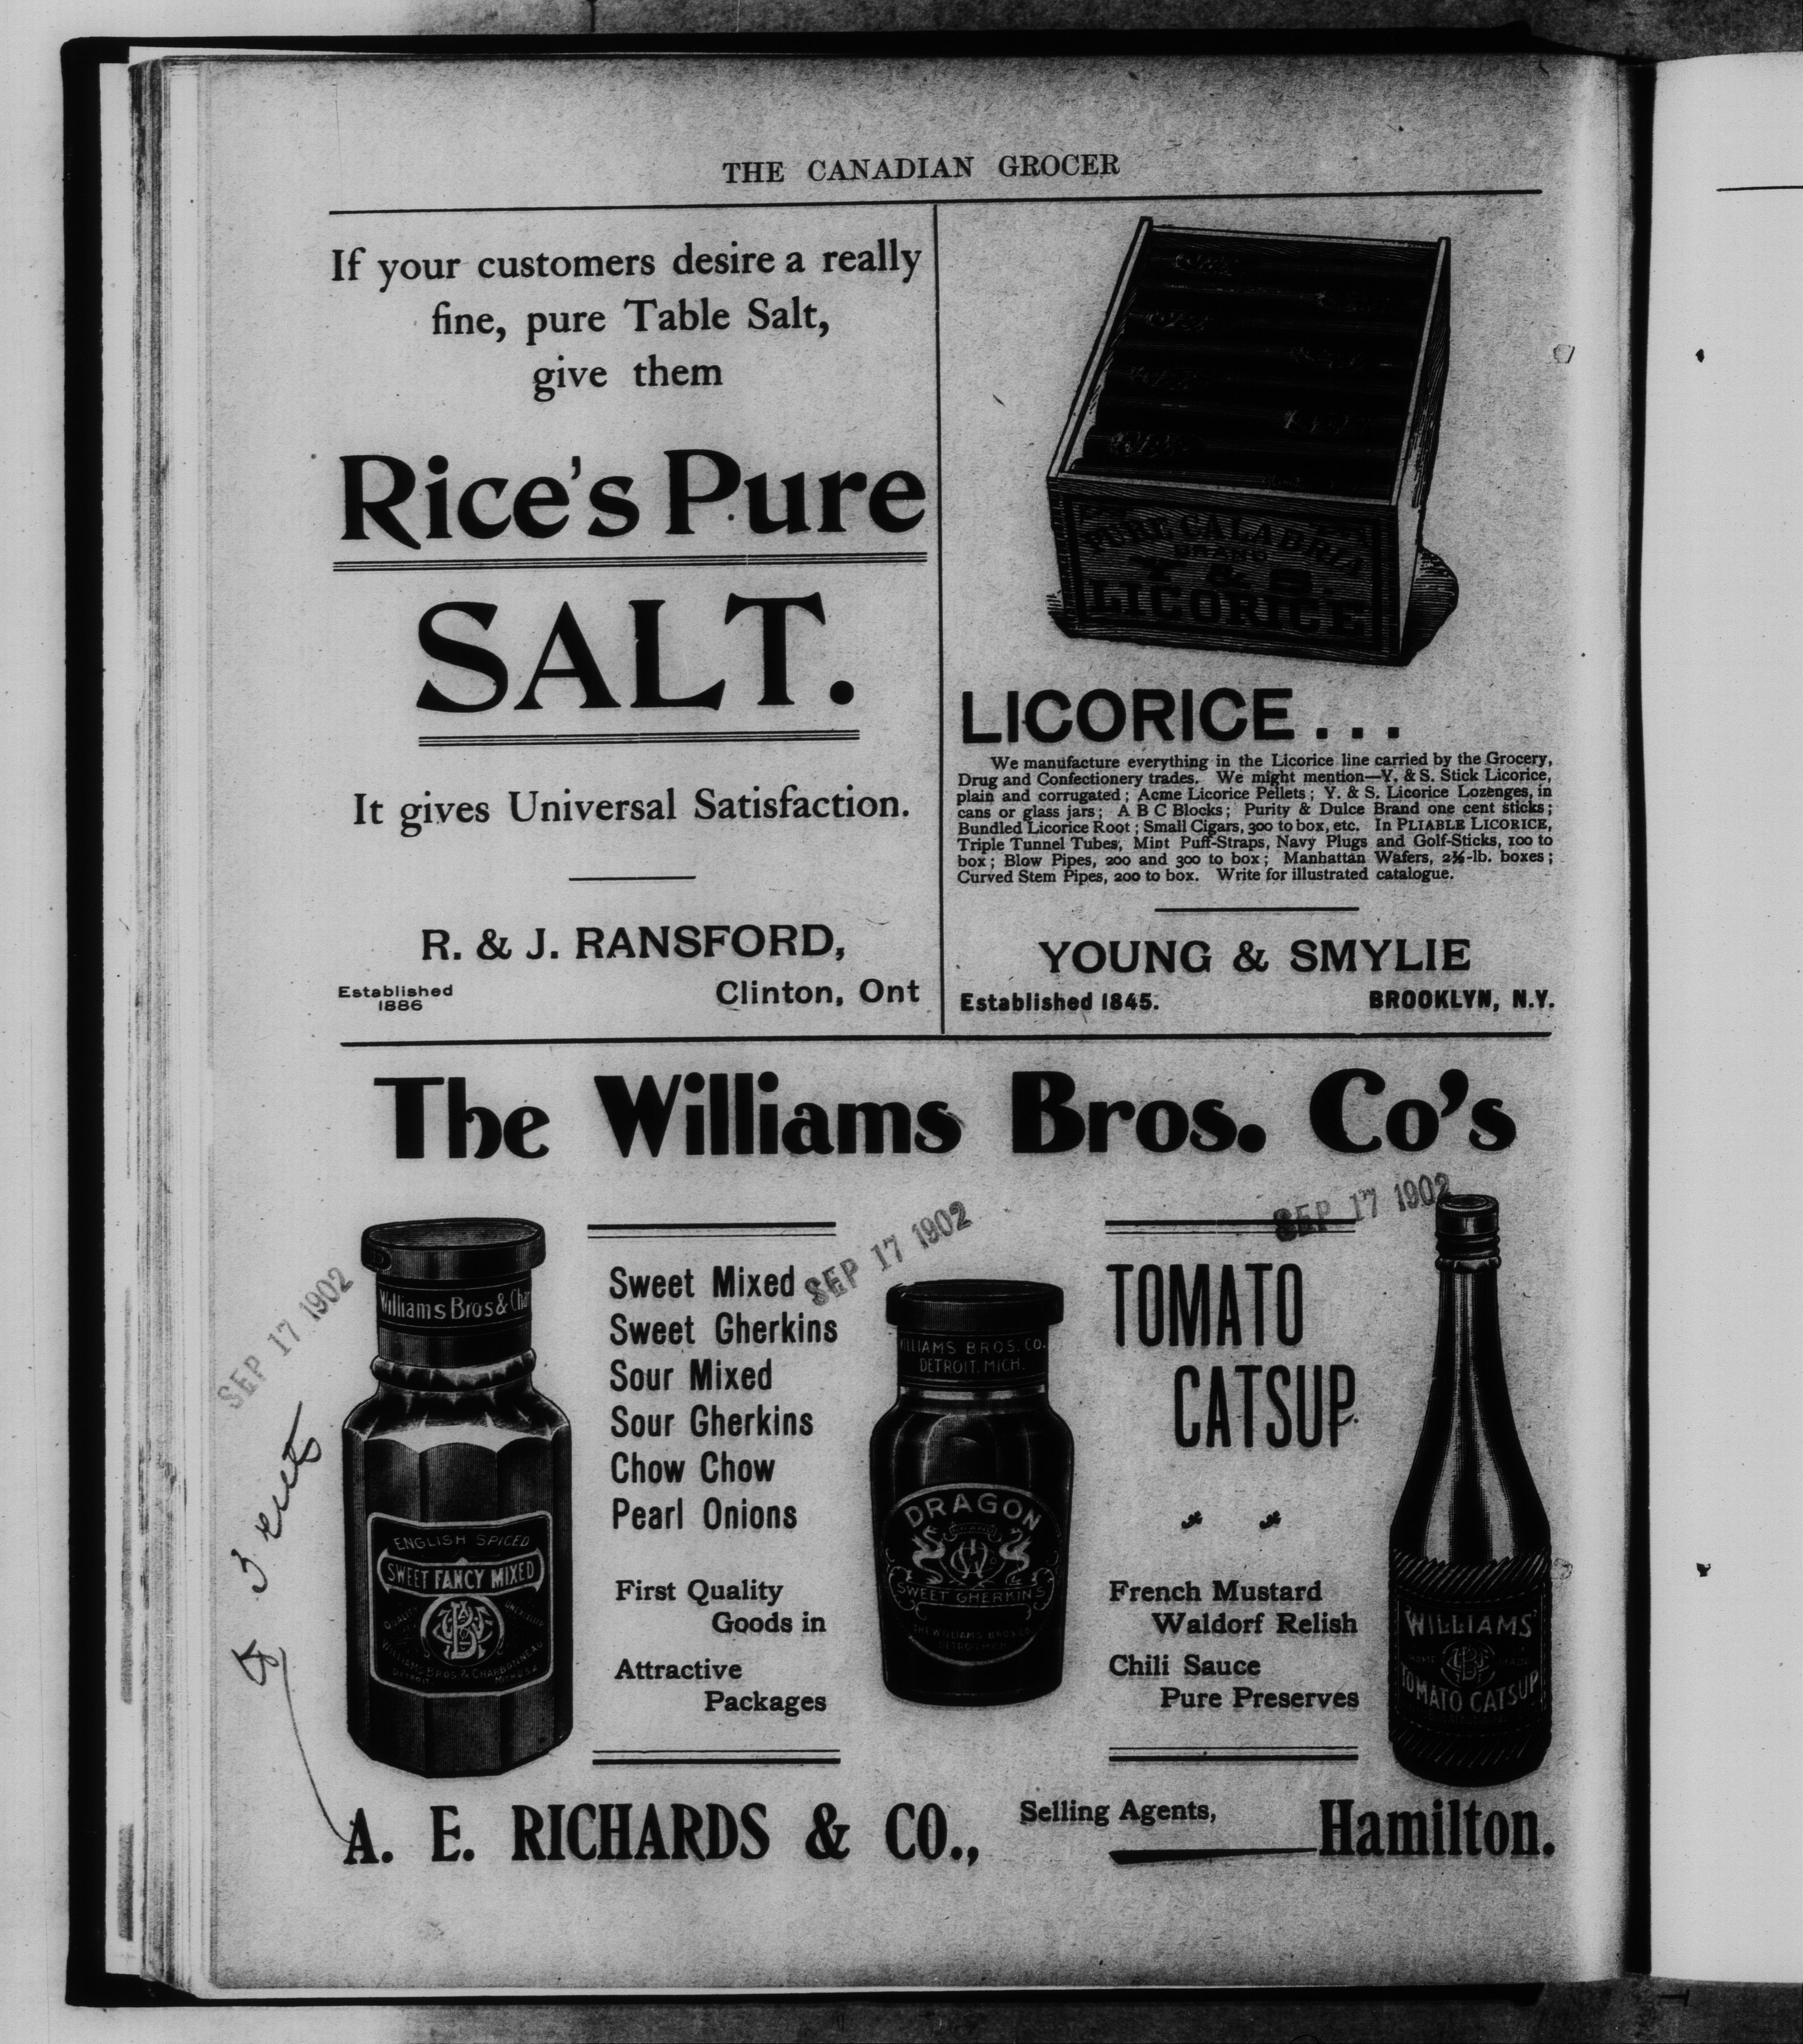 THE CANADIAN GROCER
If your customers desire a really
fine, pure Table Salt,
give them
Rice's Pure
SALT.
It gives Universal Satisfaction.
R. & J. RANSFORD,
Established
1886
Clinton, Ont
PURE CALABRIA
BRAND
Y & S.
LICORICE
LICORICE...
We manufacture everything in the Licorice line carried by the Grocery,
Drug and Confectionery trades. We might mention—Y. & S. Stick Licorice,
plain and corrugated; Acme Licorice Pellets; Y. & S. Licorice Lozenges, in
cans or glass jars; A B C Blocks; Purity & Dulce Brand one cent sticks;
Bundled Licorice Root; Small Cigars, 300 to box, etc. In PLIABLE LICORICE,
Triple Tunnel Tubes, Mint Puff-Straps, Navy Plugs and Golf-Sticks, 100 to
box; Blow Pipes, 200 and 300 to box; Manhattan Wafers, 2½-lb. boxes;
Curved Stem Pipes, 200 to box. Write for illustrated catalogue.
YOUNG & SMYLIE
Established 1845.
BROOKLYN, N.Y.
The Williams Bros. Co's
SEP 17 1902
Williams Bros & Char
ENGLISH SPICED
SWEET FANCY MIXED
QUALITY
WILLIAMS BROS & CHARBONNEAU
DETROIT
Sweet Mixed
Sweet Gherkins
Sour Mixed
Sour Gherkins
Chow Chow
Pearl Onions
First Quality
Goods in
Attractive
Packages
SEP 17 1902
WILLIAMS BROS. CO.
DETROIT. MICH.
DRAGON
BRAND
SWEET GHERKINS
THE WILLIAMS BROS CO.
DETROIT MICH.
SEP 17 1902
TOMATO
CATSUP
French Mustard
Waldorf Relish
Chili Sauce
Pure Preserves
WILLIAMS'
HOME MADE
TOMATO CATSUP
A. E. RICHARDS & CO.,
Selling Agents,
Hamilton.